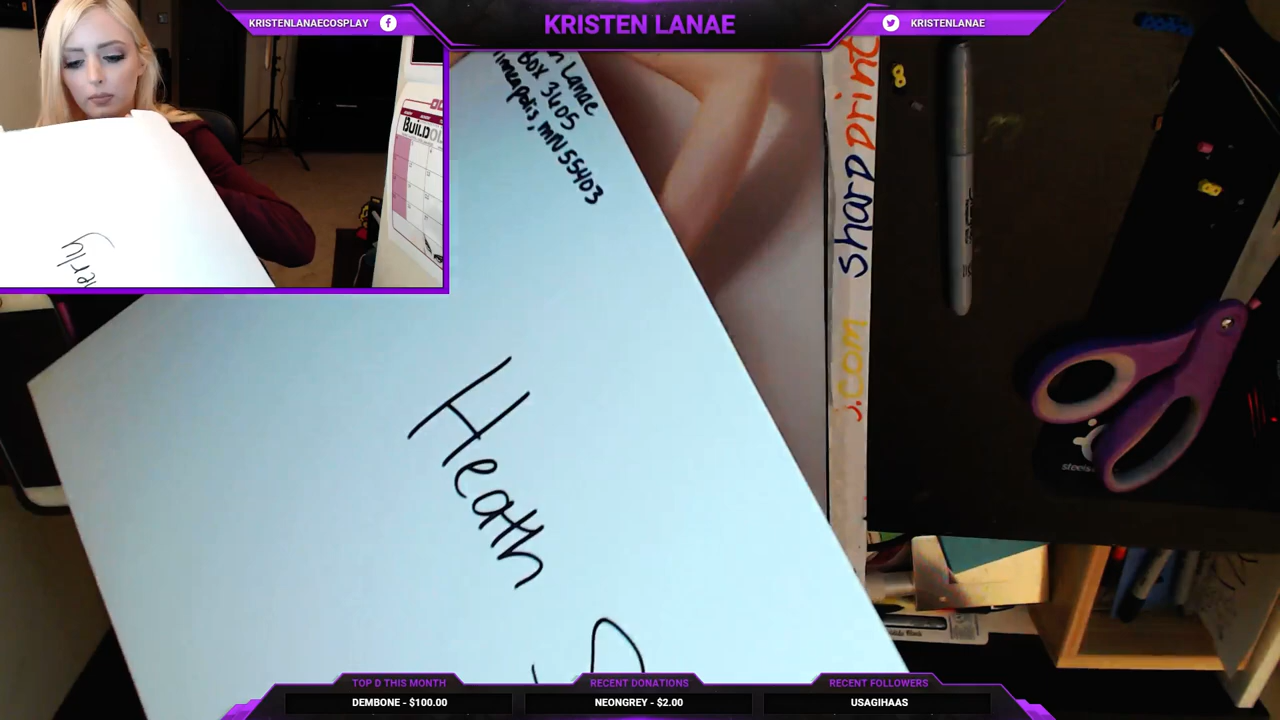 KRISTENLANAECOSPLAY
KRISTEN LANAE
KRISTENLANAE
Lanae
Box 3405
mN 55403
BUILD
sharpprint
.com
Heath
TOP D THIS MONTH
DEMBONE - $100.00
RECENT DONATIONS
NEONGREY - $2.00
RECENT FOLLOWERS
USAGIHAAS